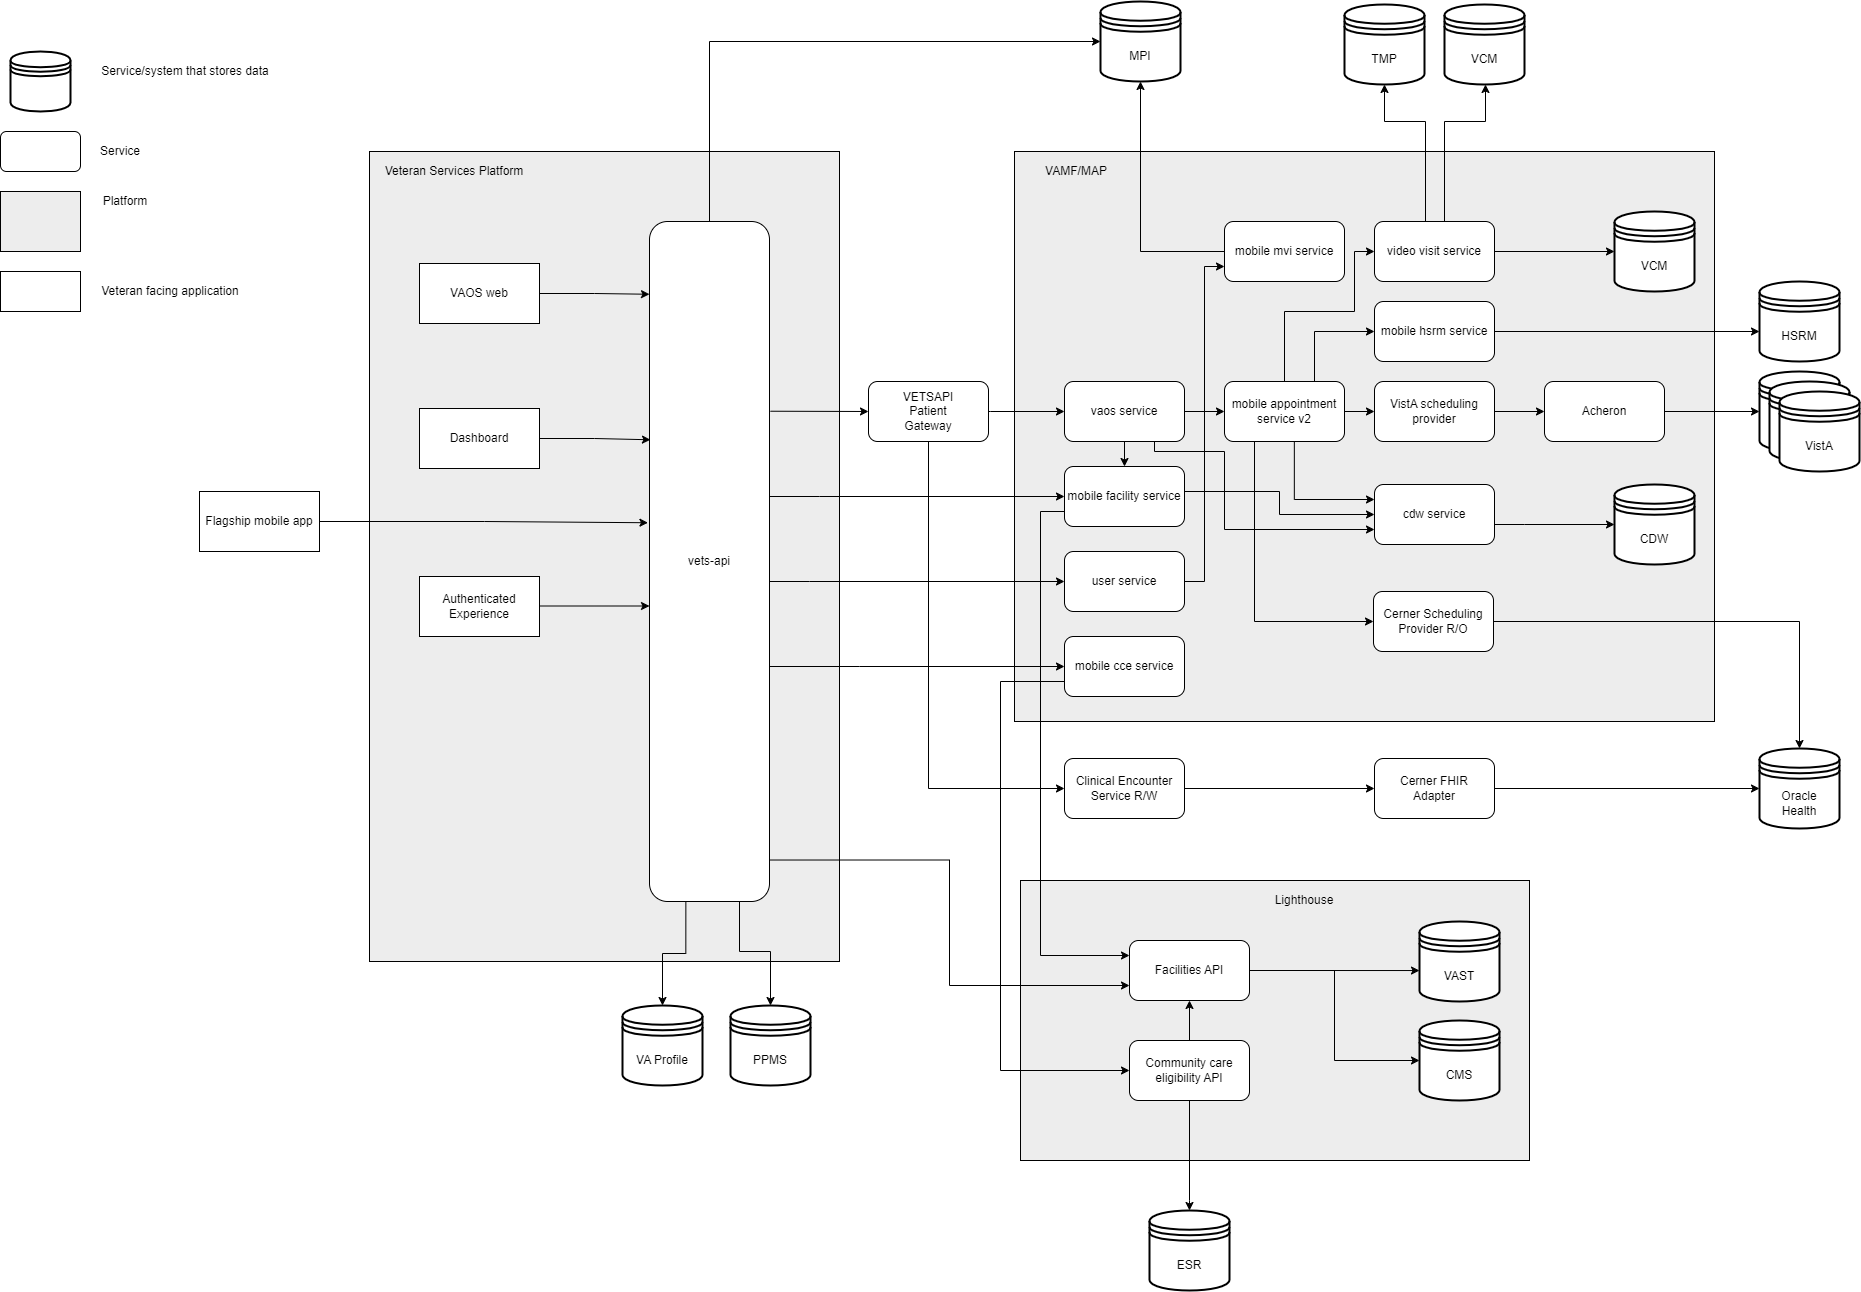 MPI
TMP
VCM
Service/system that stores data
Service
Platform
Veteran facing application
Veteran Services Platform
VAOS web
Dashboard
Flagship mobile app
Authenticated
Experience
vets-api
VA Profile
PPMS
VETSAPI
Patient
Gateway
VAMF/MAP
mobile mvi service
video visit service
VCM
mobile hsrm service
HSRM
vaos service
mobile appointment
service v2
VistA scheduling
provider
Acheron
VistA
mobile facility service
cdw service
CDW
user service
Cerner Scheduling
Provider R/O
mobile cce service
Clinical Encounter
Service R/W
Cerner FHIR
Adapter
Oracle
Health
Lighthouse
Facilities API
VAST
Community care
eligibility API
CMS
ESR